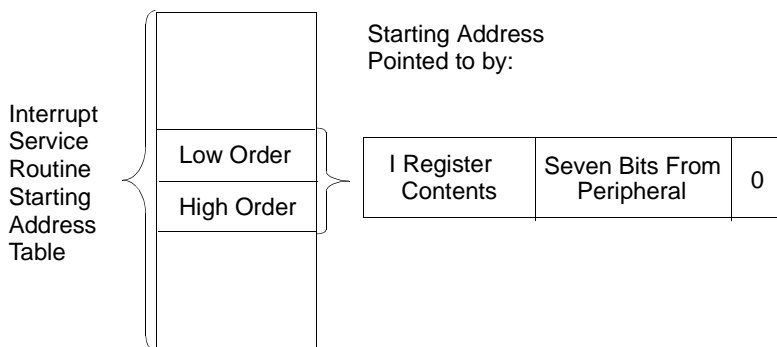 Starting Address
Pointed to by:
Interrupt
Service
Routine
Starting
Address
Table
Low Order
High Order
I Register
Contents
Seven Bits From
Peripheral
0